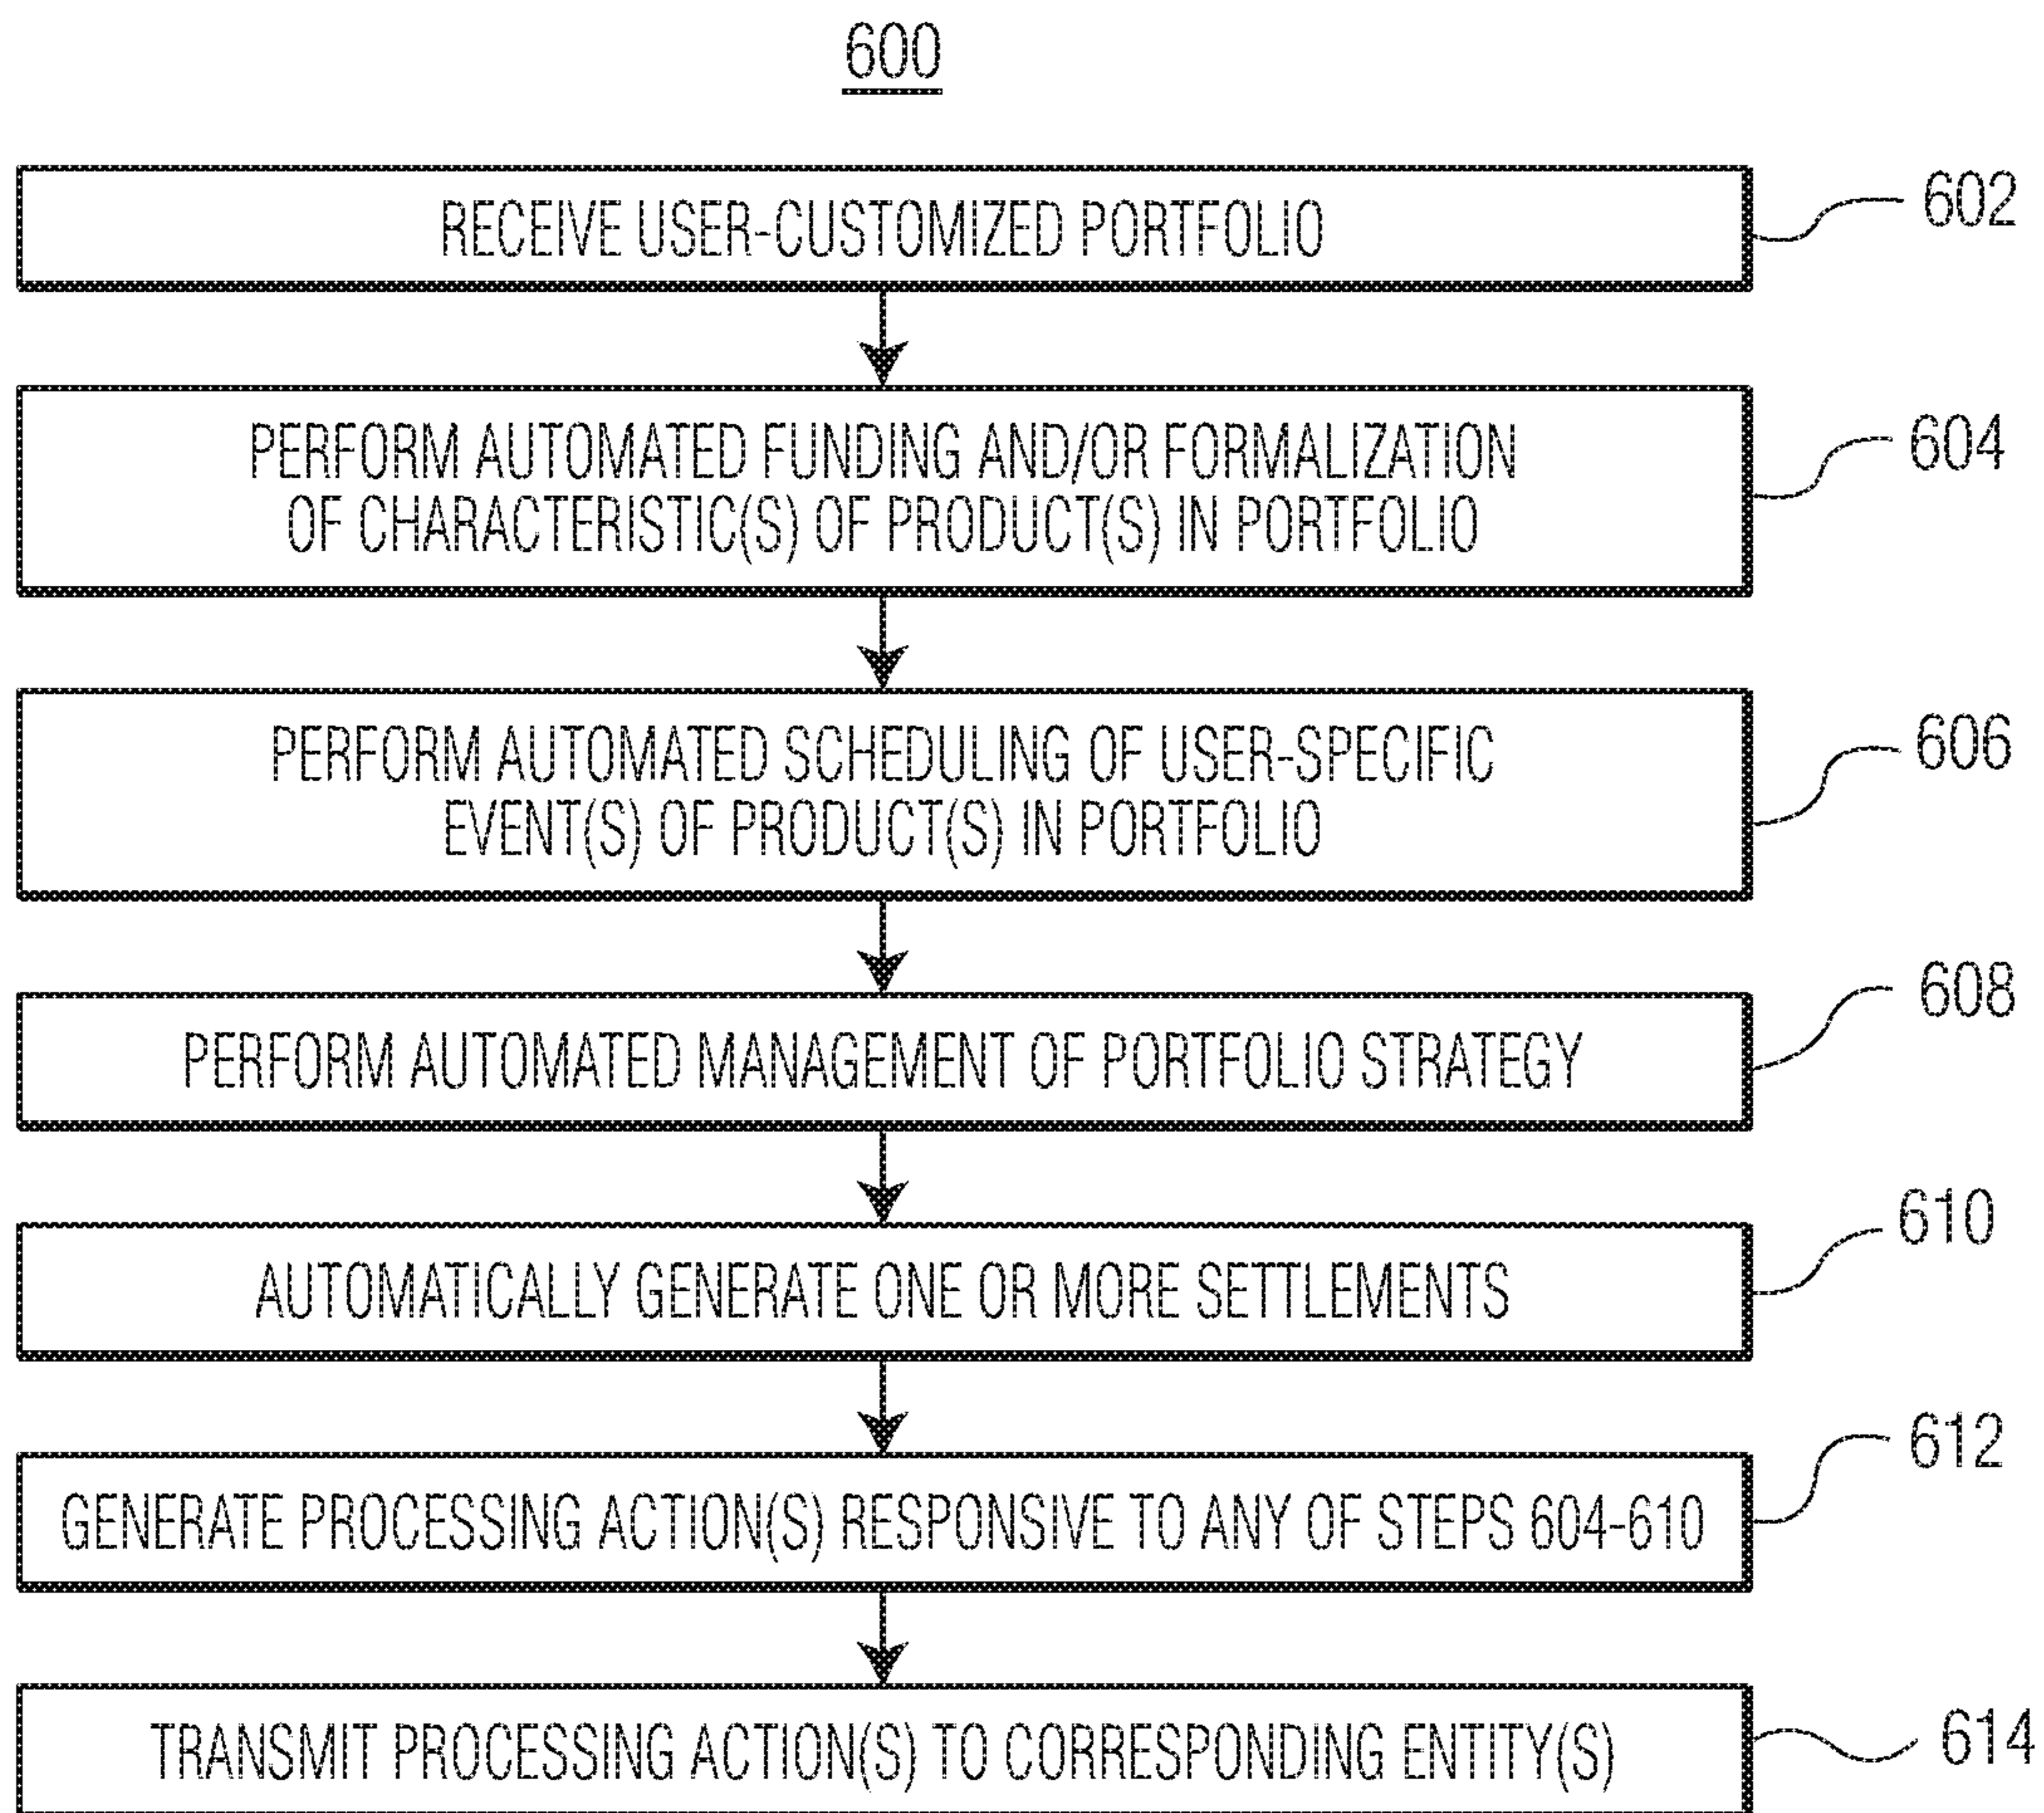 600
RECEIVE USER-CUSTOMIZED PORTFOLIO
602
PERFORM AUTOMATED FUNDING AND/OR FORMALIZATION
OF CHARACTERISTIC(S) OF PRODUCT(S) IN PORTFOLIO
604
PERFORM AUTOMATED SCHEDULING OF USER-SPECIFIC
EVENT(S) OF PRODUCT(S) IN PORTFOLIO
606
PERFORM AUTOMATED MANAGEMENT OF PORTFOLIO STRATEGY
608
AUTOMATICALLY GENERATE ONE OR MORE SETTLEMENTS
610
GENERATE PROCESSING ACTION(S) RESPONSIVE TO ANY OF STEPS 604-610
612
TRANSMIT PROCESSING ACTION(S) TO CORRESPONDING ENTITY(S)
614